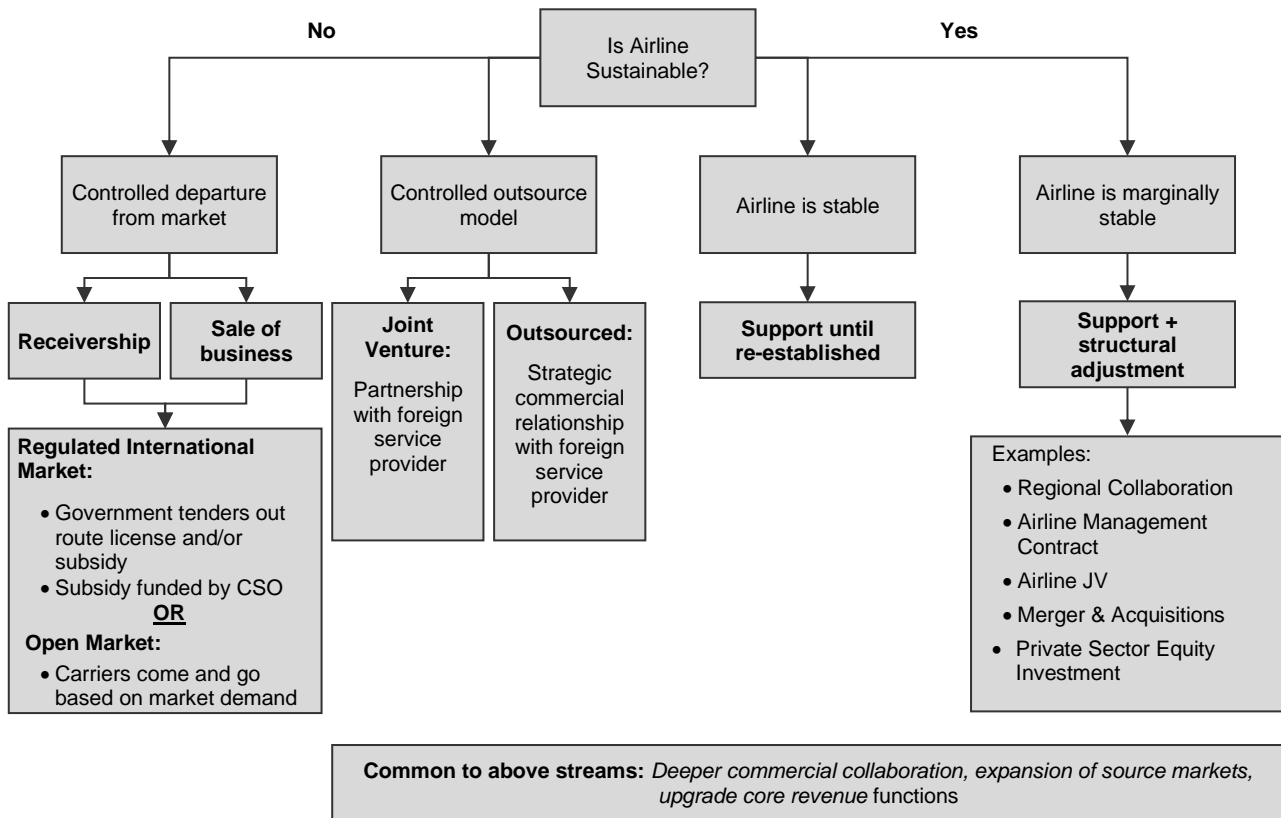 No
Is Airline
Sustainable?
Yes
Controlled departure
from market
Controlled outsource
model
Airline is stable
Airline is marginally
stable
Receivership
Sale of
business
Joint
Venture:
Partnership
with foreign
service
provider
Outsourced:
Strategic
commercial
relationship
with foreign
service
provider
Support until
re-established
Support +
structural
adjustment
Regulated International
Market:
• Government tenders out
route license and/or
subsidy
• Subsidy funded by CSO
OR
Open Market:
• Carriers come and go
based on market demand
Examples:
• Regional Collaboration
• Airline Management
Contract
• Airline JV
• Merger & Acquisitions
• Private Sector Equity
Investment
Common to above streams: Deeper commercial collaboration, expansion of source markets,
upgrade core revenue functions